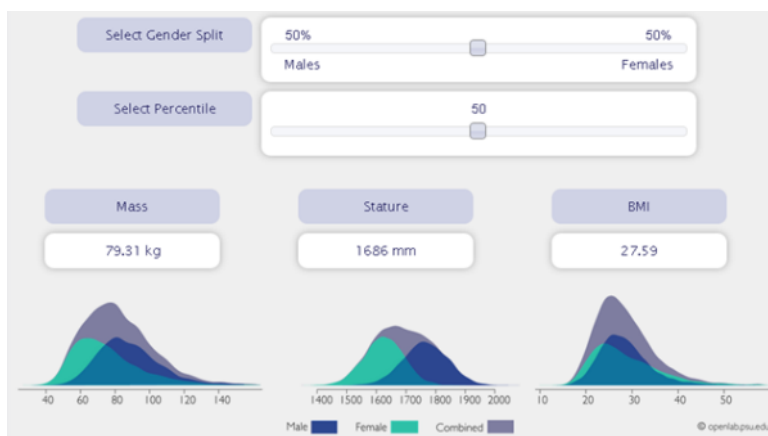 Select Gender Split
50% 50%
Males Females
Select Percentile
50
Mass Stature BMI
79.31 kg 1686 mm 27.59
40 60 80 100 120 140
1400 1500 1600 1700 1800 1900 2000
10 20 30 40 50
Male Female Combined
© openlab.psu.edu